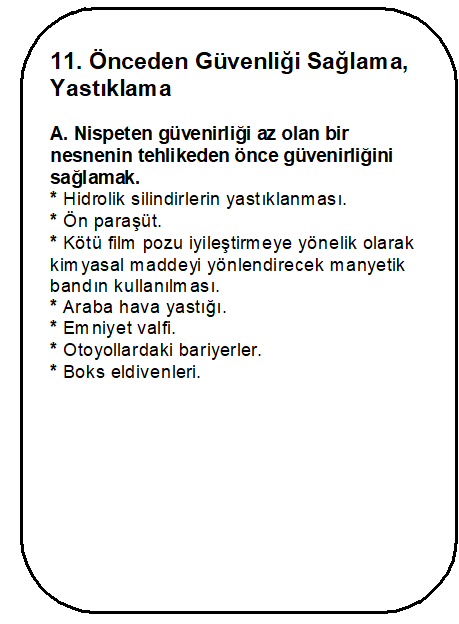 11. Önceden Güvenliği Sağlama,
Yastıklama
A. Nispeten güvenirliği az olan bir
nesnenin tehlikeden önce güvenirliğini
sağlamak.
* Hidrolik silindirlerin yastıklanması.
* Ön paraşüt.
* Kötü film pozu iyileştirmeye yönelik olarak
kimyasal maddeyi yönlendirecek manyetik
bandın kullanılması.
* Araba hava yastığı.
* Emniyet valfi.
* Otoyollardaki bariyerler.
* Boks eldivenleri.